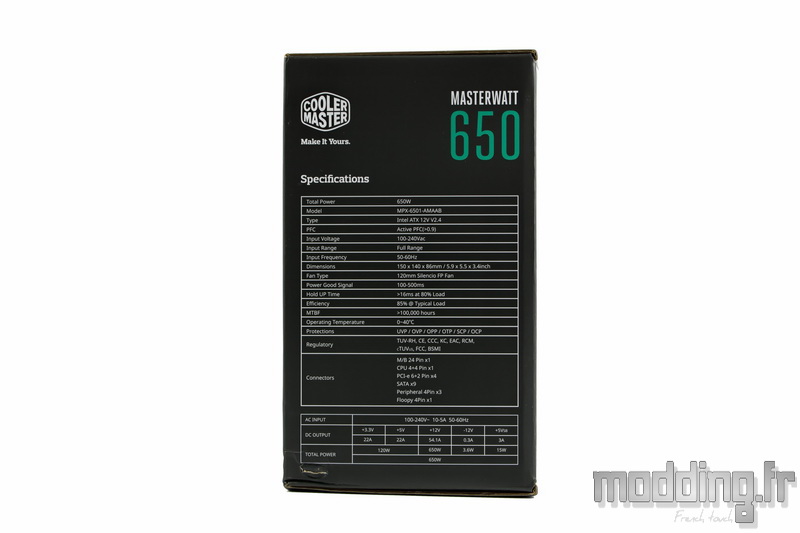 COOLER
MASTER
Make It Yours.
MASTERWATT
650
Specifications
Total Power 650W
Model MPX-6501-AMAAB
Type Intel ATX 12V V2.4
PFC Active PFC(>0.9)
Input Voltage 100-240Vac
Input Range Full Range
Input Frequency 50-60Hz
Dimensions 150 x 140 x 86mm / 5.9 x 5.5 x 3.4inch
Fan Type 120mm Silencio FP Fan
Power Good Signal 100-500ms
Hold UP Time >16ms at 80% Load
Efficiency 85% @ Typical Load
MTBF >100,000 hours
Operating Temperature 0~40°C
Protections UVP / OVP / OPP / OTP / SCP / OCP
Regulatory TUV-RH, CE, CCC, KC, EAC, RCM,
cTUVus, FCC, BSMI
Connectors M/B 24 Pin x1
CPU 4+4 Pin x1
PCI-e 6+2 Pin x4
SATA x9
Peripheral 4Pin x3
Floopy 4Pin x1
AC INPUT 100-240V~ 10-5A 50-60Hz
DC OUTPUT +3.3V +5V +12V -12V +5Vsb
22A 22A 54.1A 0.3A 3A
TOTAL POWER 120W 650W 3.6W 15W
650W
modding.fr
French touch